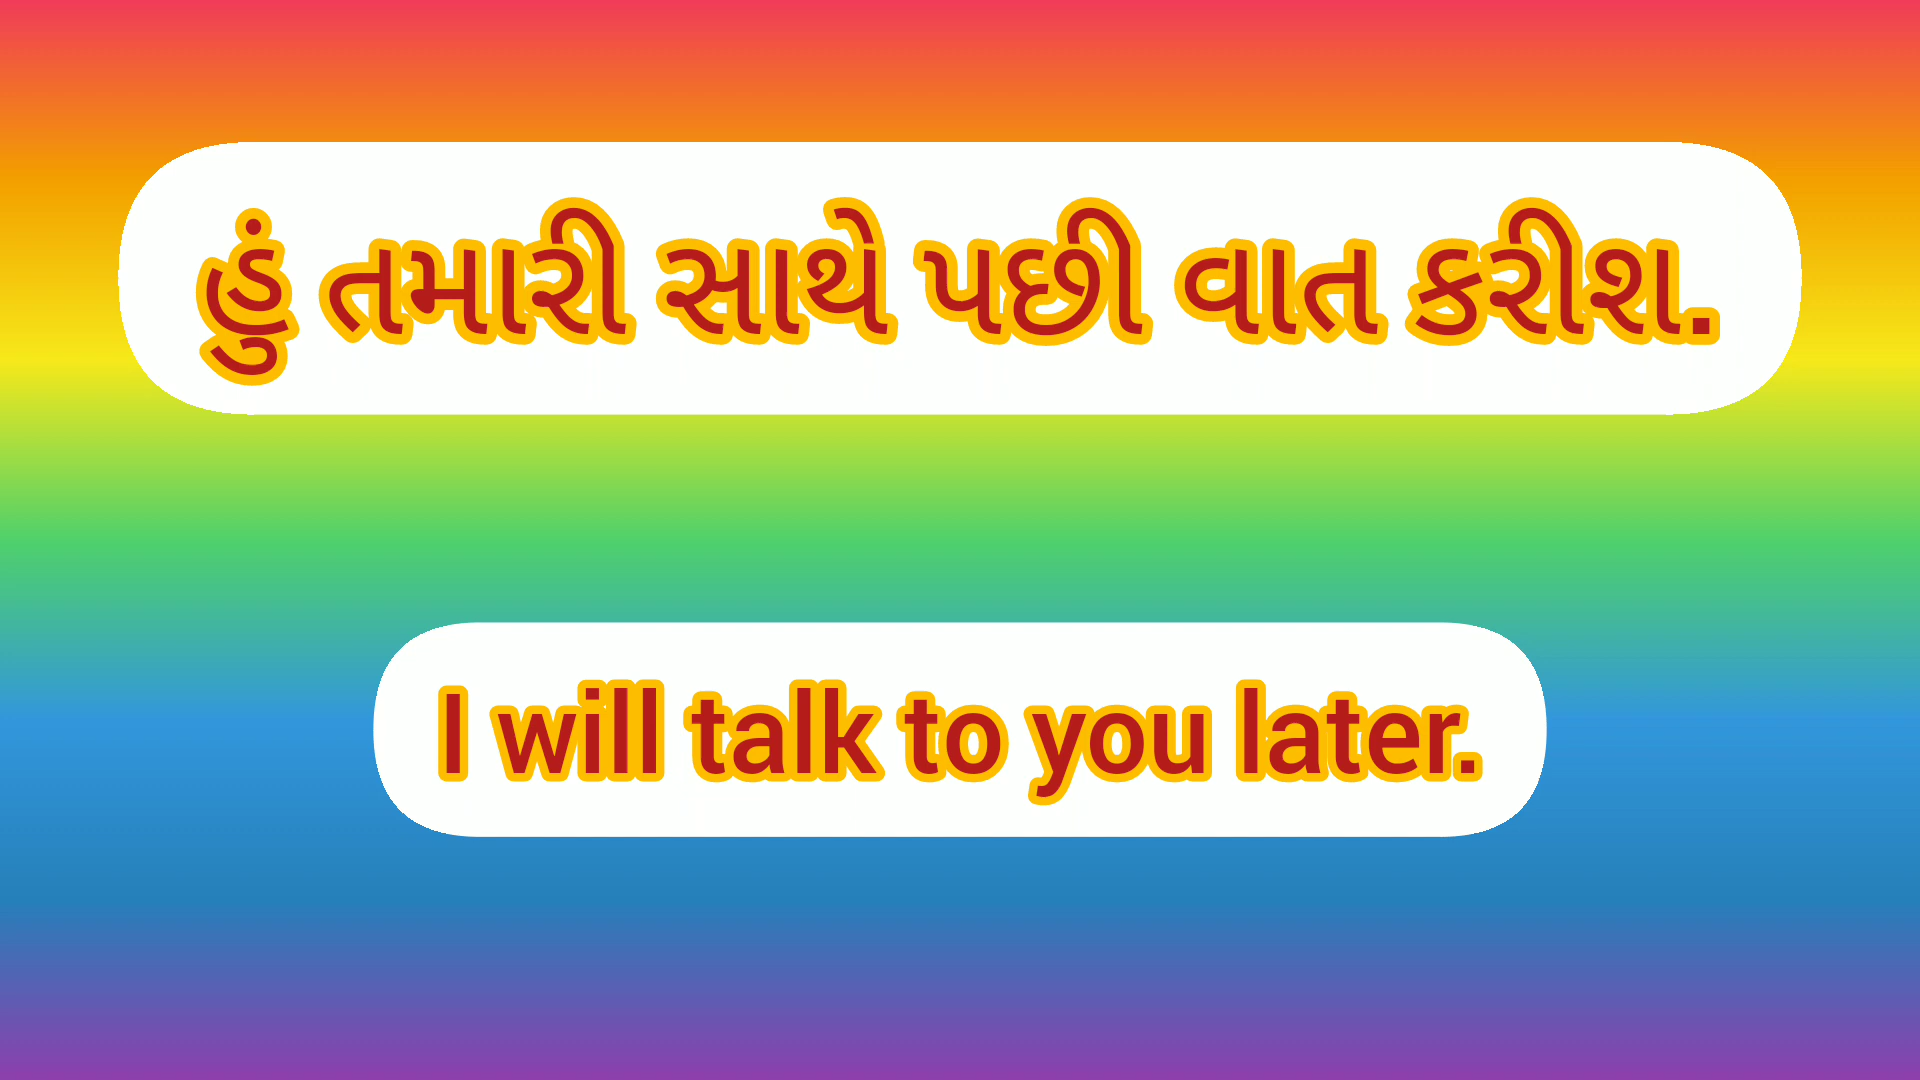 હું તમારી સાથે પછી વાત કરીશ.
I will talk to you later.